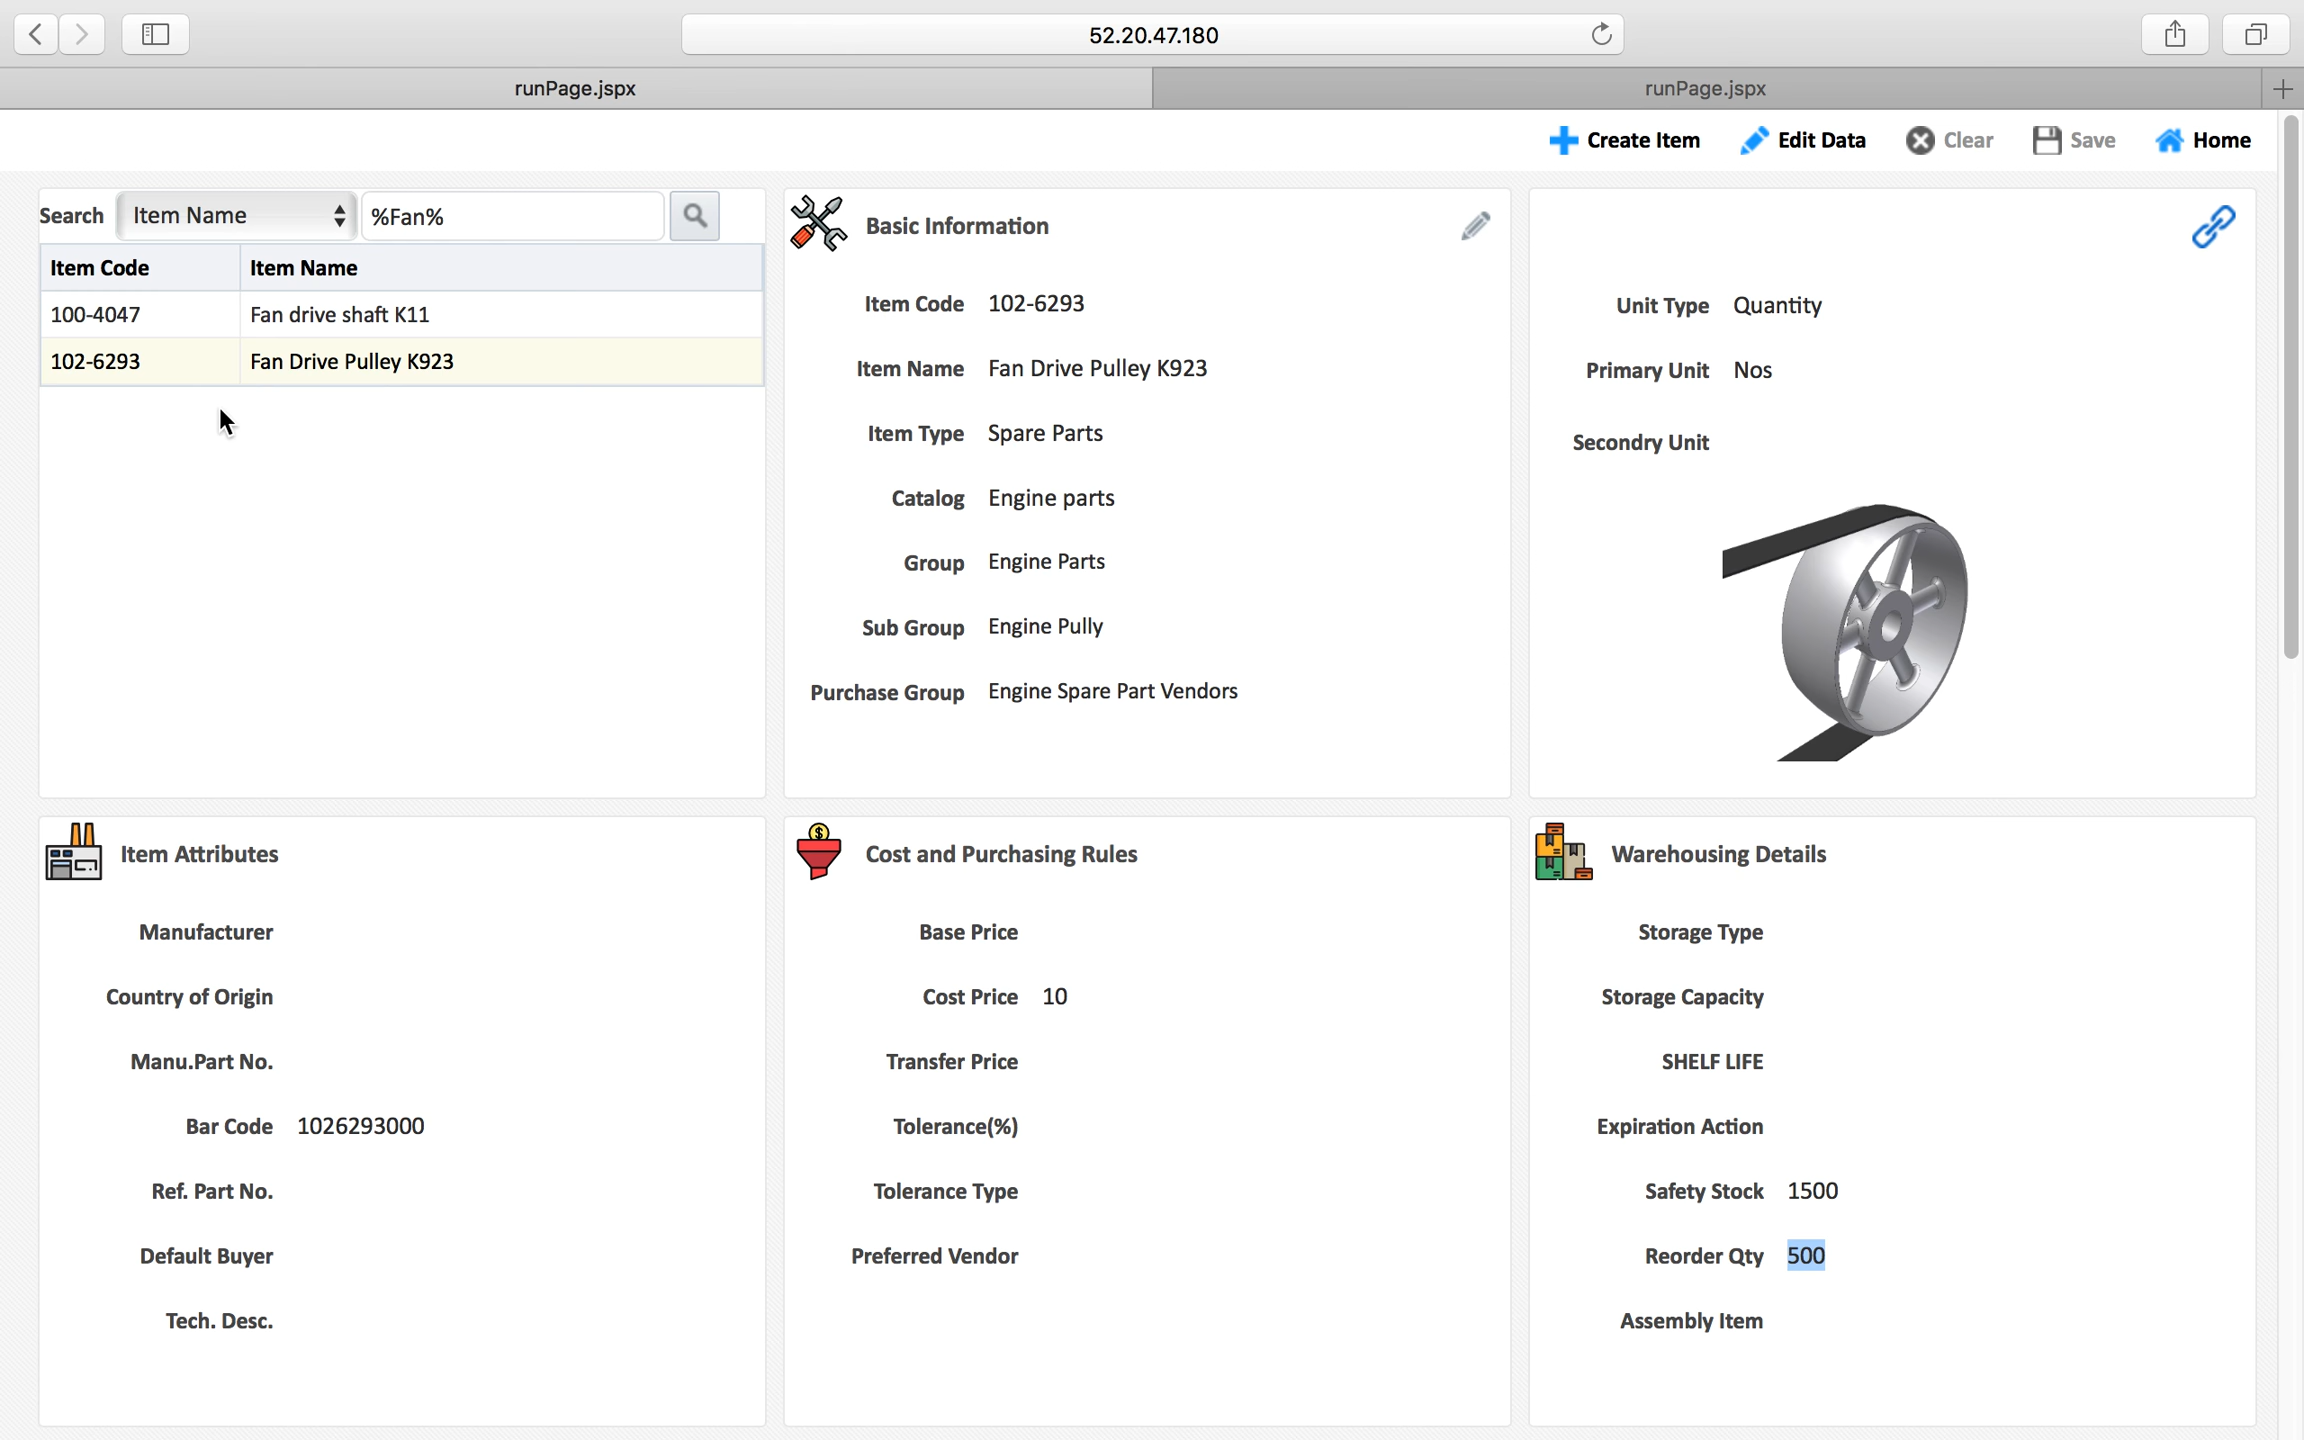 52.20.47.180
runPage.jspx
runPage.jspx
Create Item
Edit Data
Clear
Save
Home
Search
Item Name
%Fan%
Item Code
Item Name
100-4047
Fan drive shaft K11
102-6293
Fan Drive Pulley K923
Basic Information
Item Code 102-6293
Item Name Fan Drive Pulley K923
Item Type Spare Parts
Catalog Engine parts
Group Engine Parts
Sub Group Engine Pully
Purchase Group Engine Spare Part Vendors
Unit Type Quantity
Primary Unit Nos
Secondry Unit
Item Attributes
Manufacturer
Country of Origin
Manu.Part No.
Bar Code 1026293000
Ref. Part No.
Default Buyer
Tech. Desc.
Cost and Purchasing Rules
Base Price
Cost Price 10
Transfer Price
Tolerance(%)
Tolerance Type
Preferred Vendor
Warehousing Details
Storage Type
Storage Capacity
SHELF LIFE
Expiration Action
Safety Stock 1500
Reorder Qty 500
Assembly Item